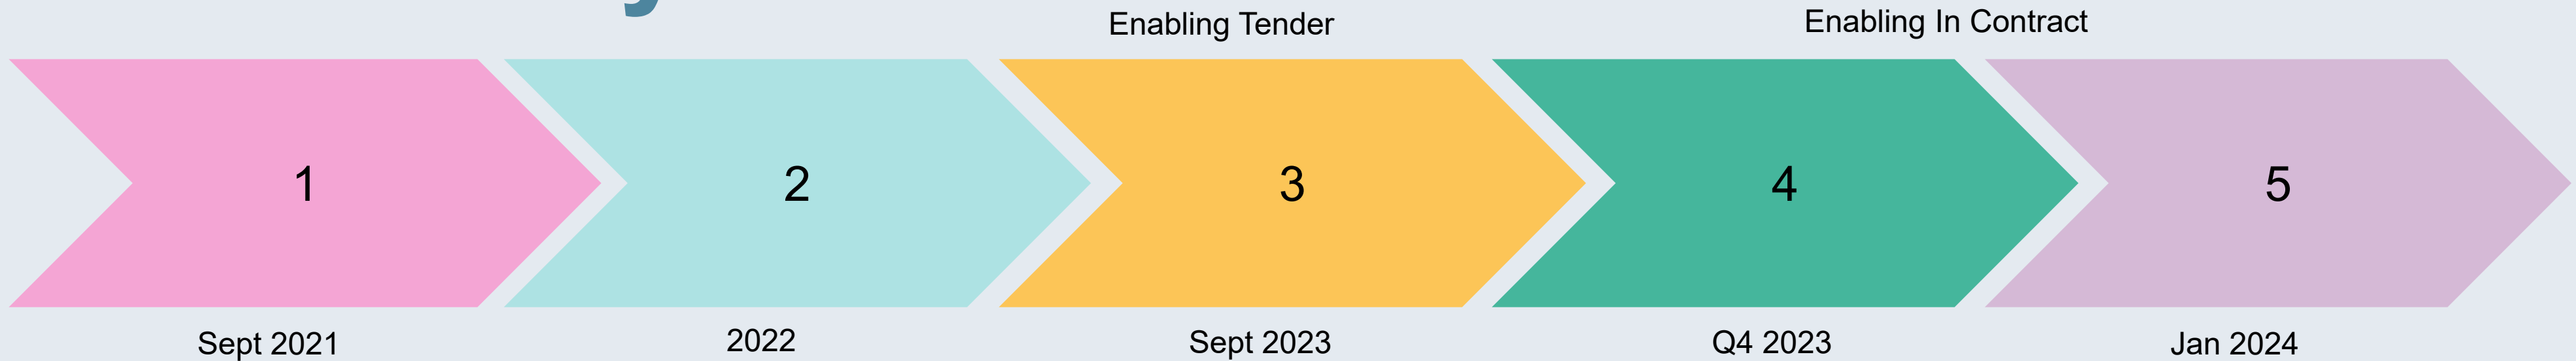 Enabling Tender
Enabling In Contract
1
2
3
4
5
Sept 2021
2022
Sept 2023
Q4 2023
Jan 2024